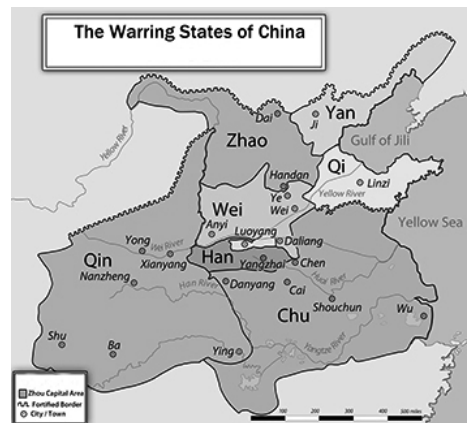 The Warring States of China
Yan
Dai
Ji
Zhao
Gulf of Jili
Yellow River
Qi
Handan
Linzi
Ye
Yellow River
Wei
Wei
Anyi
Yellow Sea
Luoyang
Daliang
Yong
Wei River
Han
Qin
Xianyang
Yangzhai
Chen
Nanzheng
Huai River
Han River
Danyang
Cai
Shouchun
Chu
Wu
Shu
Ba
Ying
Yangtze River
Zhou Capital Area
Fortified Border
City / Town
100 200 300 400 500 miles